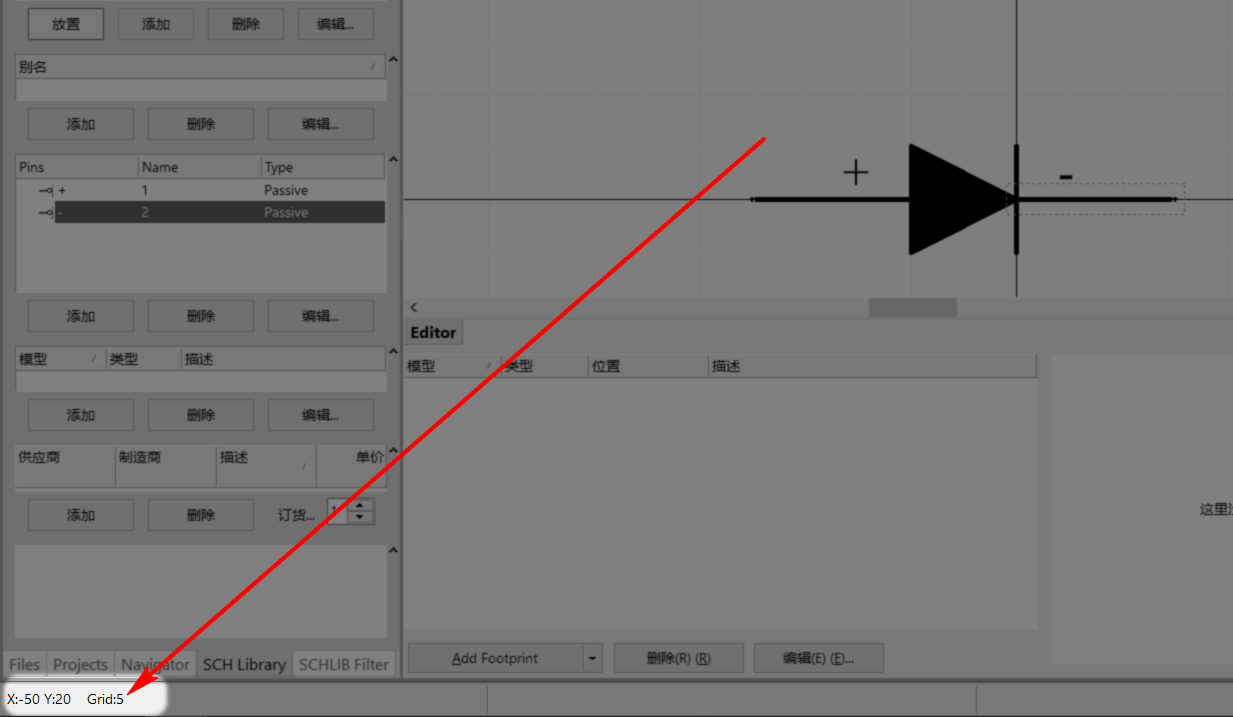 放置 添加 删除 编辑...
别名
添加 删除 编辑...
Pins Name Type
+ 1 Passive
- 2 Passive
添加 删除 编辑...
模型 类型 描述
添加 删除 编辑...
供应商 制造商 描述 单价
添加 删除 订货... 1
Files Projects Navigator SCH Library SCHLIB Filter
X:-50 Y:20 Grid:5
+ -
Editor
模型 类型 位置 描述
这里
Add Footprint 删除(R) (R) 编辑(E) (E)...